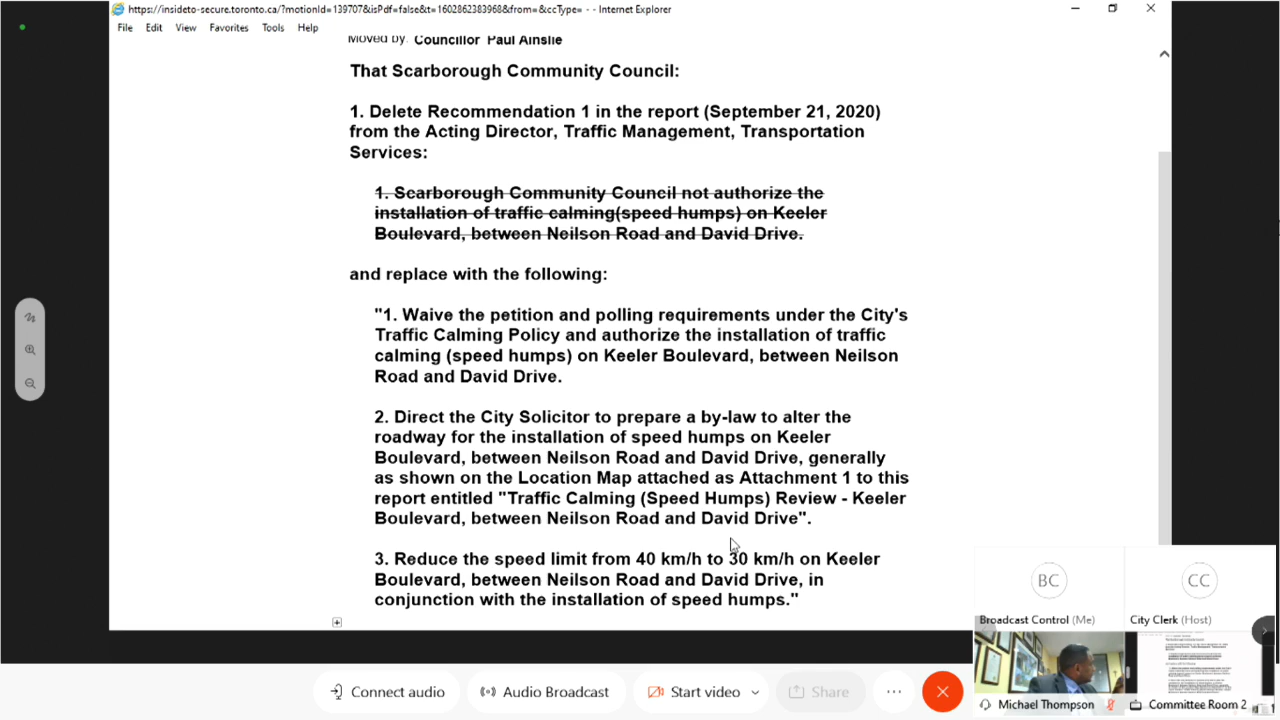 https://insideto-secure.toronto.ca/?motionId=139707&isPdf=false&t=1602862383968&from=&ccType= - - Internet Explorer
File Edit View Favorites Tools Help
Moved by: Councillor Paul Ainslie
That Scarborough Community Council:
1. Delete Recommendation 1 in the report (September 21, 2020)
from the Acting Director, Traffic Management, Transportation
Services:
1. Scarborough Community Council not authorize the
installation of traffic calming(speed humps) on Keeler
Boulevard, between Neilson Road and David Drive.
and replace with the following:
"1. Waive the petition and polling requirements under the City's
Traffic Calming Policy and authorize the installation of traffic
calming (speed humps) on Keeler Boulevard, between Neilson
Road and David Drive.
2. Direct the City Solicitor to prepare a by-law to alter the
roadway for the installation of speed humps on Keeler
Boulevard, between Neilson Road and David Drive, generally
as shown on the Location Map attached as Attachment 1 to this
report entitled "Traffic Calming (Speed Humps) Review - Keeler
Boulevard, between Neilson Road and David Drive".
3. Reduce the speed limit from 40 km/h to 30 km/h on Keeler
Boulevard, between Neilson Road and David Drive, in
conjunction with the installation of speed humps."
BC CC
Broadcast Control (Me) City Clerk (Host)
Michael Thompson Committee Room 2 1
Connect audio Audio Broadcast Start video Share